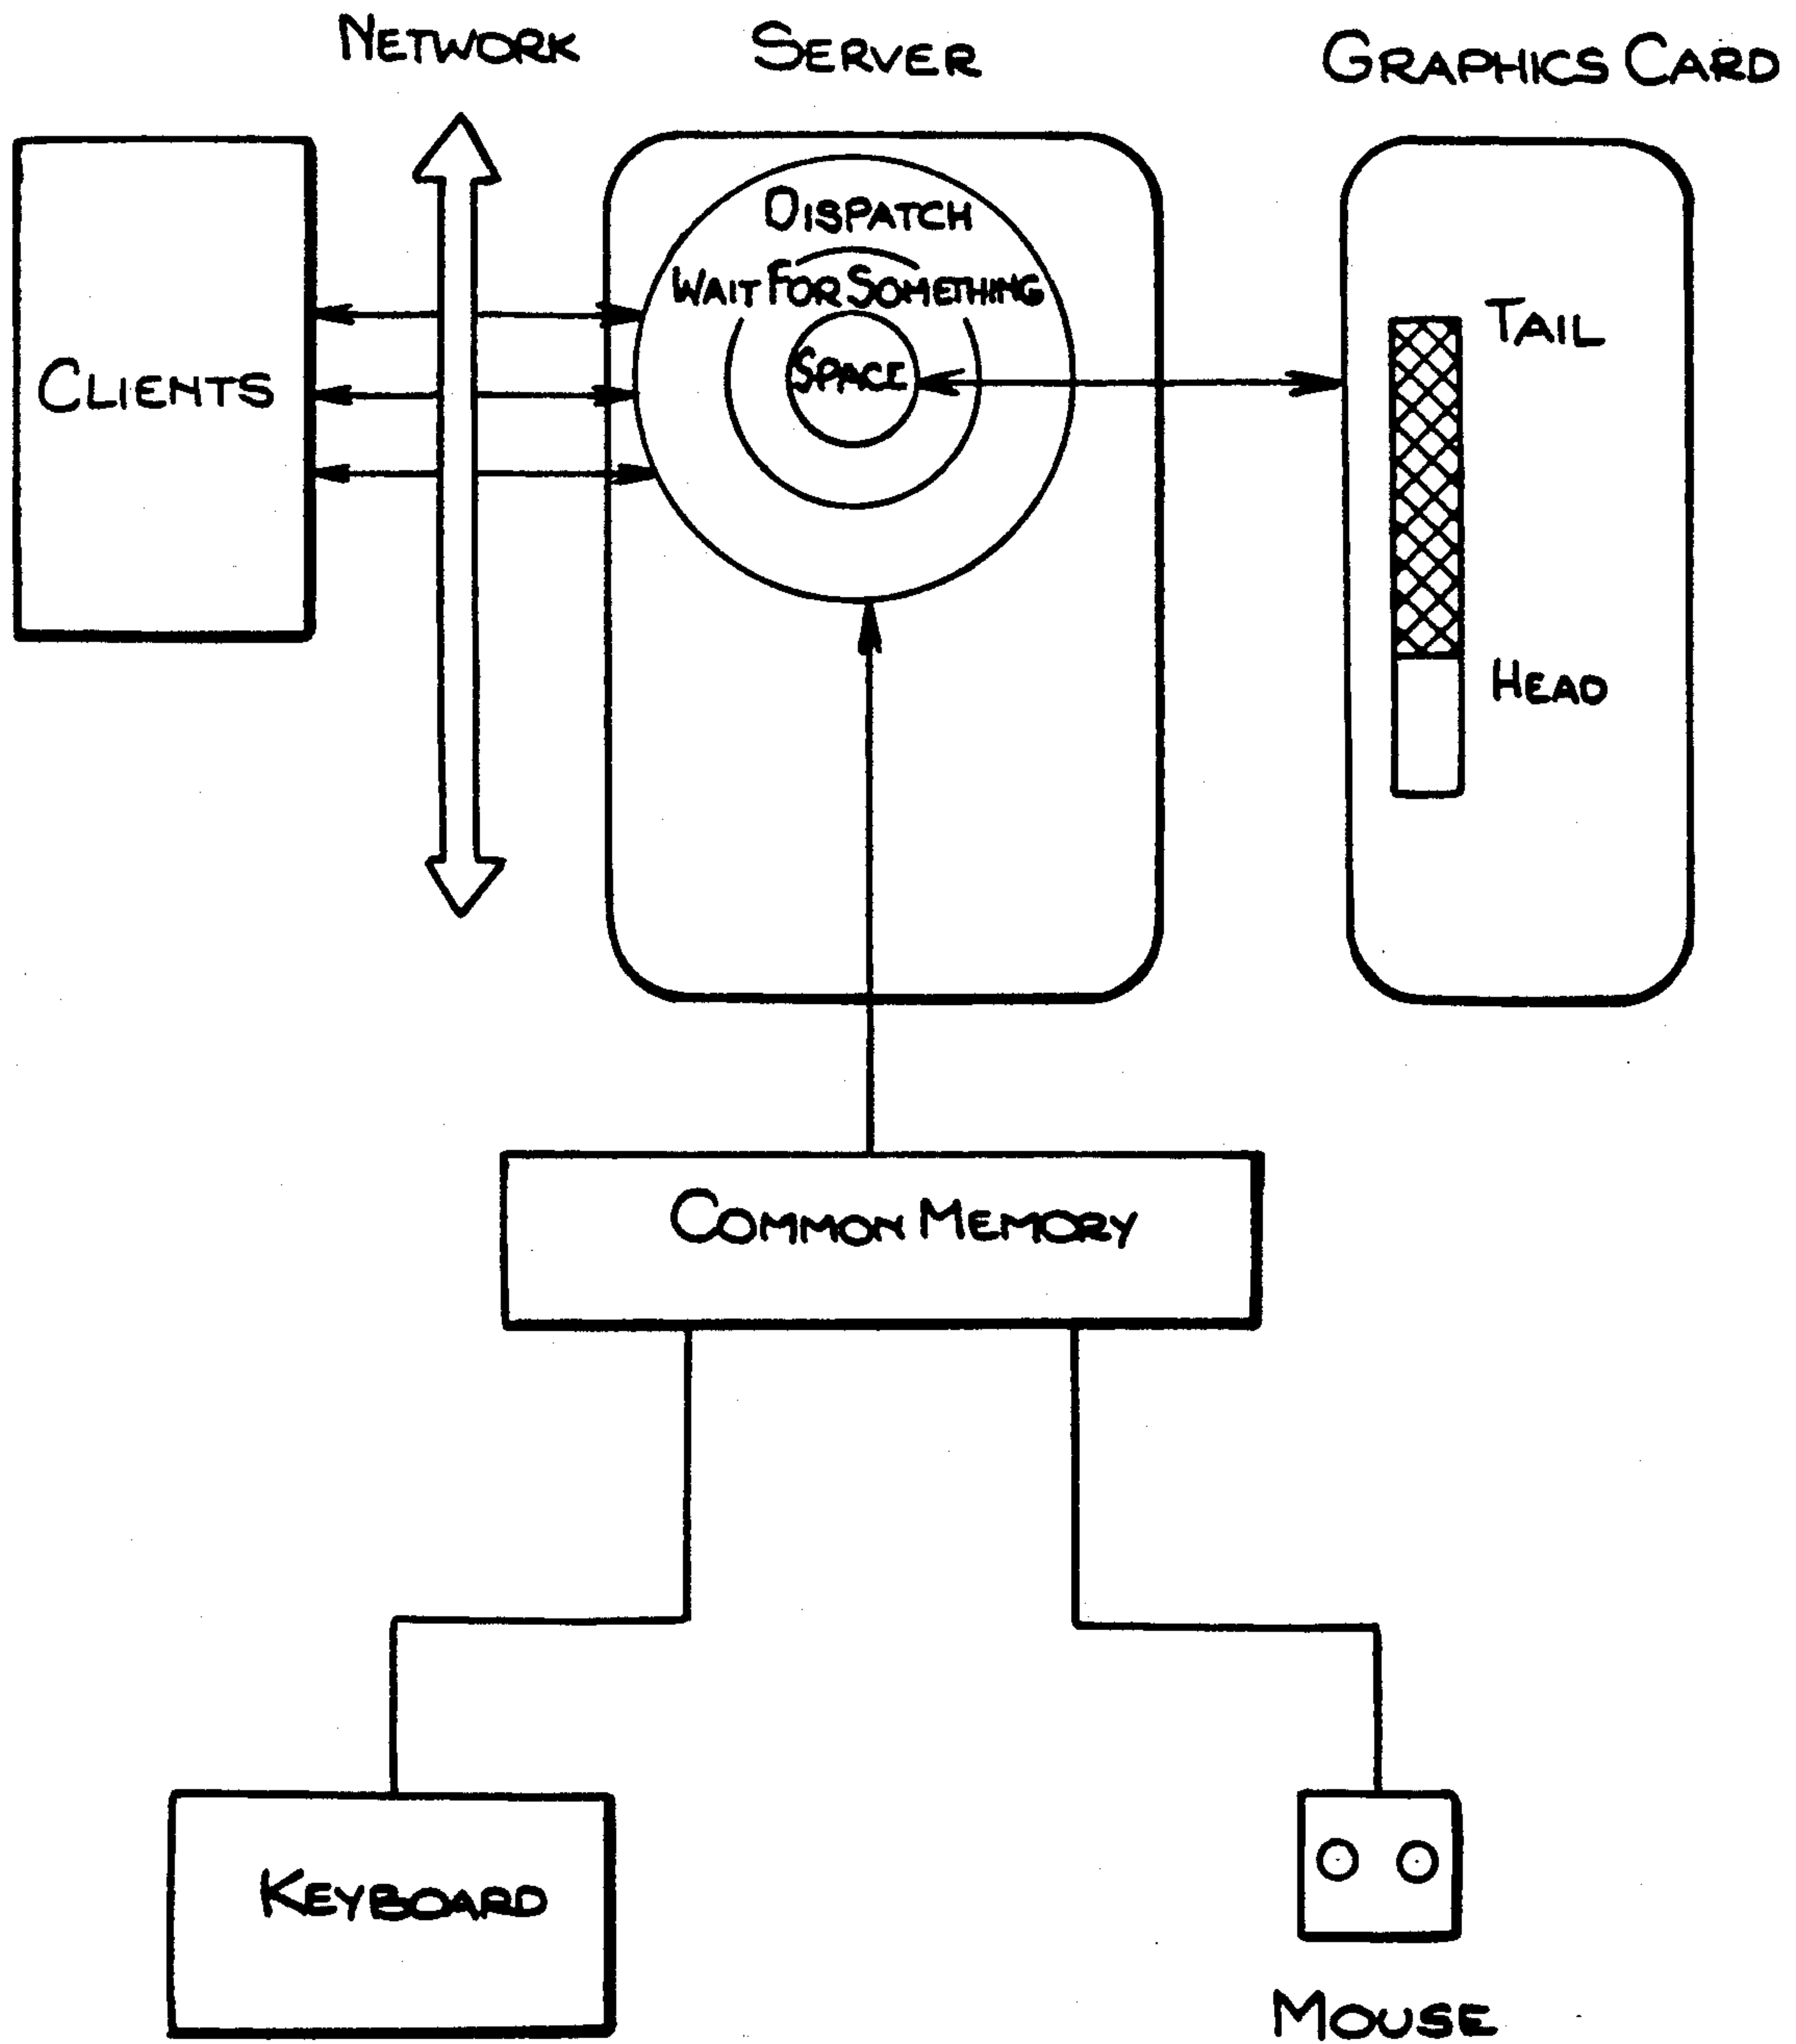 NETWORK
SERVER
GRAPHICS CARD
DISPATCH
WAIT FOR SOMETHING
SPACE
CLIENTS
TAIL
HEAD
COMMON MEMORY
KEYBOARD
MOUSE